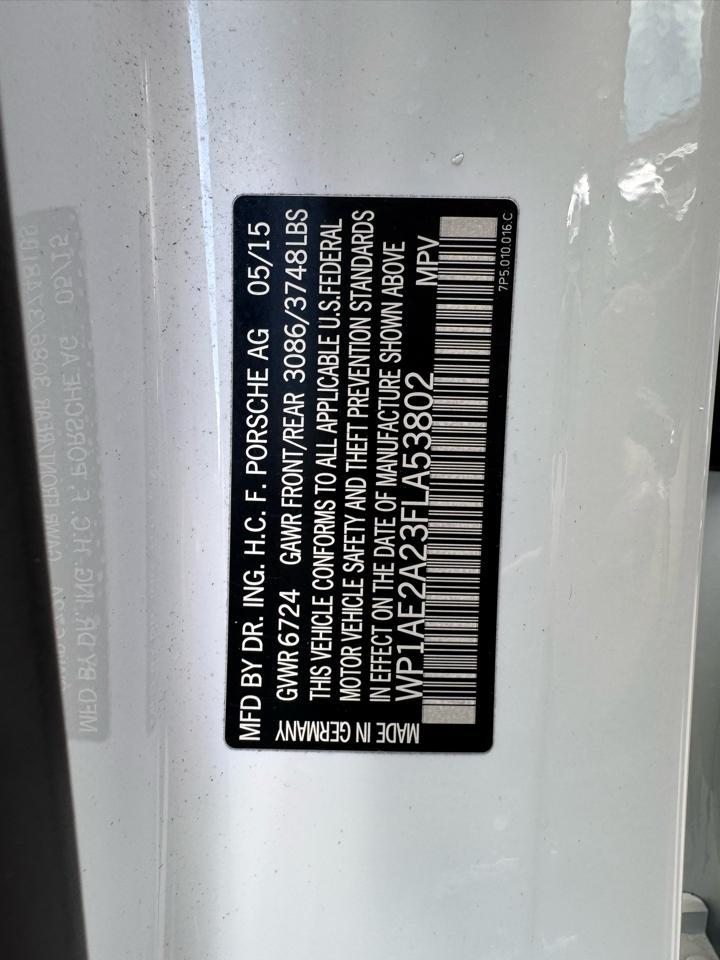 MFD BY DR. ING. H.C. F. PORSCHE AG 05/15
GVWR 6724 GAWR FRONT/REAR 3086/3748LBS
THIS VEHICLE CONFORMS TO ALL APPLICABLE U.S.FEDERAL
MOTOR VEHICLE SAFETY AND THEFT PREVENTION STANDARDS
IN EFFECT ON THE DATE OF MANUFACTURE SHOWN ABOVE
WP1AE2A23FLA53802 MPV
MADE IN GERMANY
7P5.010.016.C